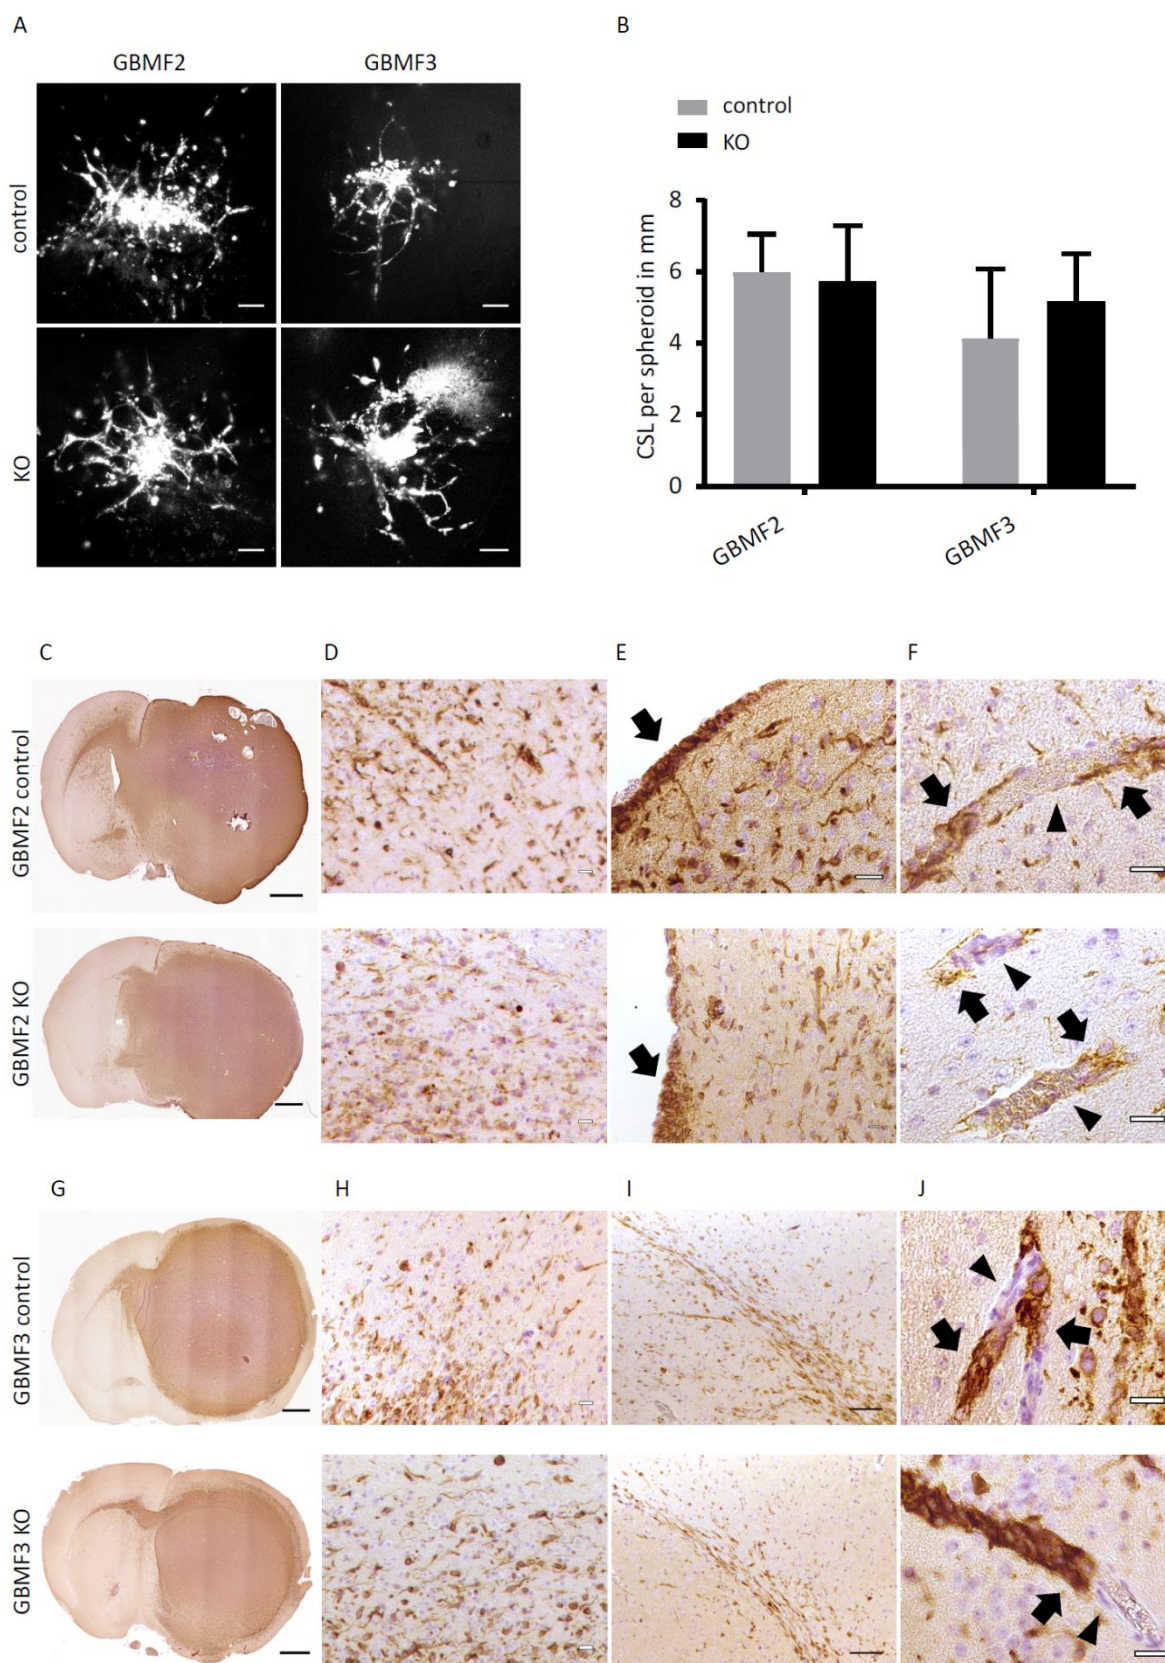 A
B
GBMF2
GBMF3
control
KO
control
KO
CSL per spheroid in mm
8
6
4
2
0
GBMF2
GBMF3
C
D
E
F
GBMF2 control
GBMF2 KO
G
H
I
J
GBMF3 control
GBMF3 KO